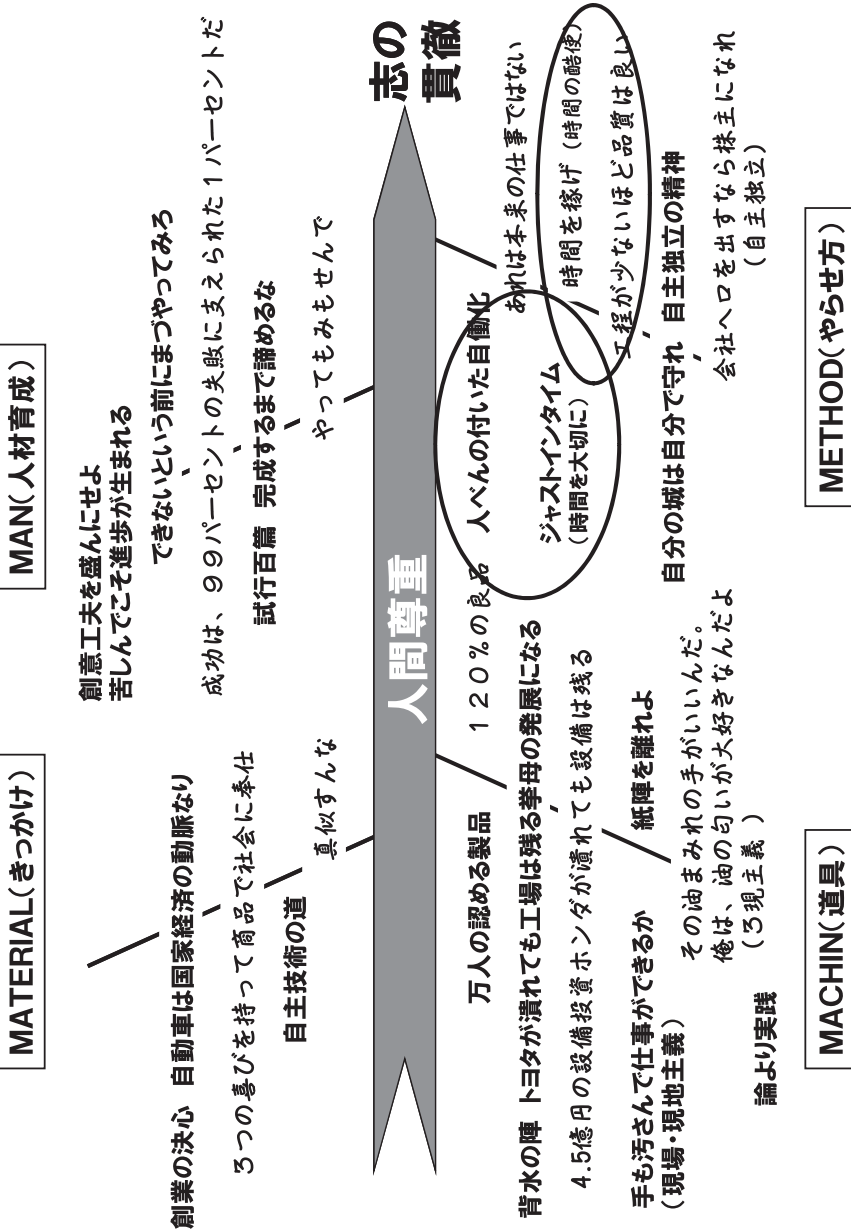 MATERIAL(きっかけ)
創業の決心 自動車は国家経済の動脈なり
3つの喜びを持って商品で社会に奉仕
自主技術の道
真似すんな
MAN(人材育成)
創意工夫を盛んにせよ
苦しんでこそ進歩が生まれる
できないという前にまづやってみろ
成功は、99パーセントの失敗に支えられた1パーセントだ
試行百篇 完成するまで諦めるな
やってもみもせんで
人間尊重
志の
貫徹
万人の認める製品
120%の良品
背水の陣 トヨタが潰れても工場は残る挙母の発展になる
4.5億円の設備投資ホンダが潰れても設備は残る
手も汚さんで仕事ができるか
(現場・現地主義)
紙陣を離れよ
その油まみれの手がいいんだ。
俺は、油の匂いが大好きなんだよ
(3現主義 )
論より実践
MACHIN(道具)
人べんの付いた自働化
あれは本来の仕事ではない
ジャストインタイム
(時間を大切に)
時間を稼げ(時間の酷使)
工程が少ないほど品質は良い
自分の城は自分で守れ 自主独立の精神
会社へ口を出すなら株主になれ
(自主独立)
METHOD(やらせ方)